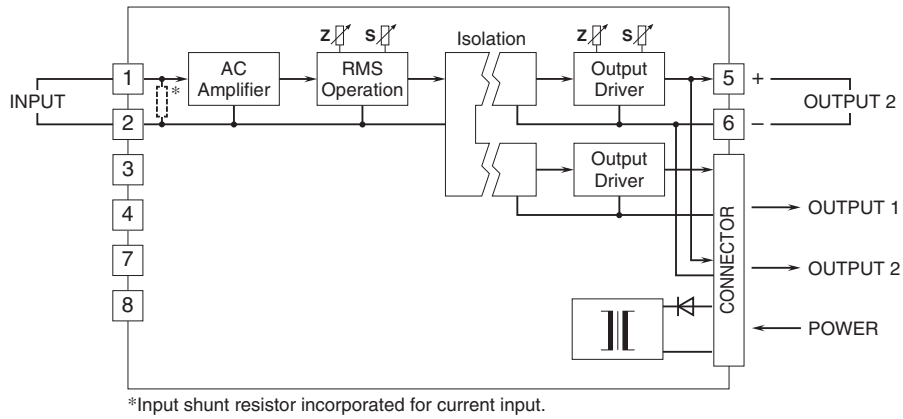 Z S
Isolation
Z S
INPUT
1
*
AC
Amplifier
RMS
Operation
Output
Driver
5 +
OUTPUT 2
2
6 –
3
Output
Driver
4
CONNECTOR
OUTPUT 1
7
OUTPUT 2
8
POWER
*Input shunt resistor incorporated for current input.